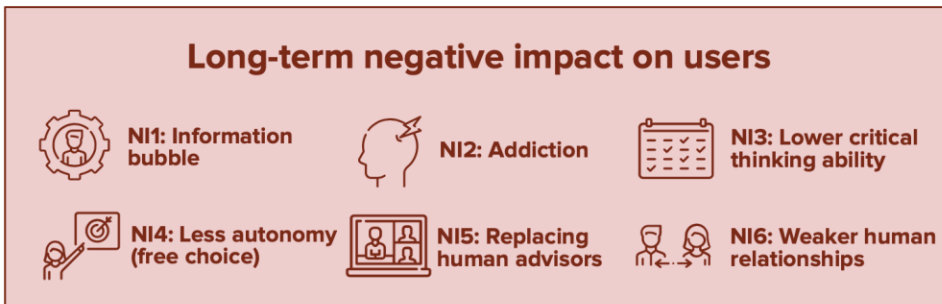 Long-term negative impact on users
NI1: Information
bubble
NI2: Addiction
NI3: Lower critical
thinking ability
NI4: Less autonomy
(free choice)
NI5: Replacing
human advisors
NI6: Weaker human
relationships